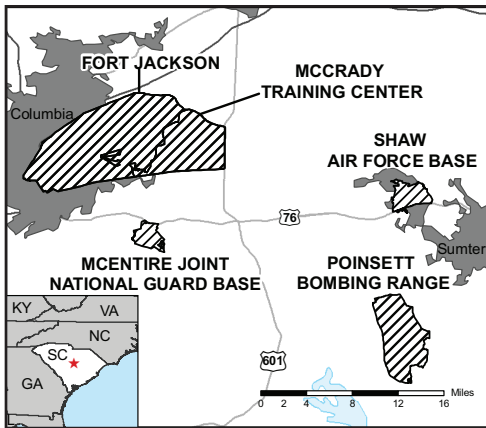 FORT JACKSON
MCCRADY
TRAINING CENTER
Columbia
SHAW
AIR FORCE BASE
76
Sumter
MCENTIRE JOINT
NATIONAL GUARD BASE
POINSETT
BOMBING RANGE
KY
VA
NC
SC
GA
601
Miles
0 2 4 8 12 16